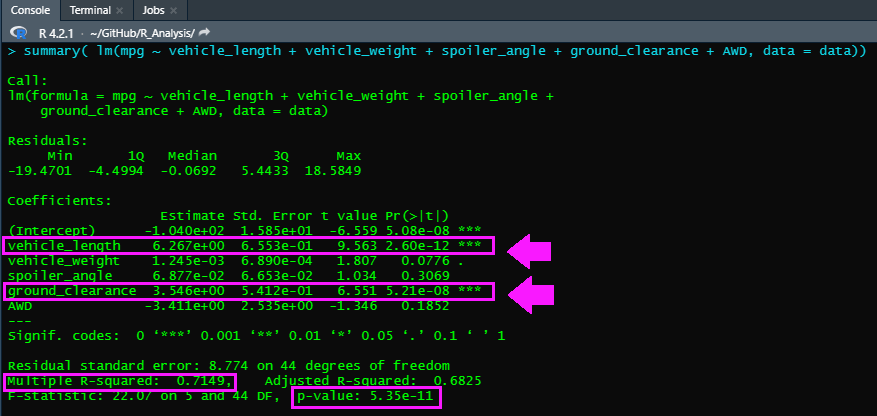 Console Terminal × Jobs ×
R 4.2.1 · ~/GitHub/R_Analysis/
> summary( lm(mpg ~ vehicle_length + vehicle_weight + spoiler_angle + ground_clearance + AWD, data = data))
Call:
lm(formula = mpg ~ vehicle_length + vehicle_weight + spoiler_angle +
    ground_clearance + AWD, data = data)
Residuals:
     Min       1Q   Median       3Q      Max
-19.4701  -4.4994  -0.0692   5.4433  18.5849
Coefficients:
                   Estimate Std. Error t value Pr(>|t|)
(Intercept)      -1.040e+02  1.585e+01  -6.559 5.08e-08 ***
vehicle_length    6.267e+00  6.553e-01   9.563 2.60e-12 ***
vehicle_weight    1.245e-03  6.890e-04   1.807   0.0776 .
spoiler_angle     6.877e-02  6.653e-02   1.034   0.3069
ground_clearance  3.546e+00  5.412e-01   6.551 5.21e-08 ***
AWD              -3.411e+00  2.535e+00  -1.346   0.1852
---
Signif. codes:  0 ‘***’ 0.001 ‘**’ 0.01 ‘*’ 0.05 ‘.’ 0.1 ‘ ’ 1
Residual standard error: 8.774 on 44 degrees of freedom
Multiple R-squared:  0.7149,	Adjusted R-squared:  0.6825
F-statistic: 22.07 on 5 and 44 DF,  p-value: 5.35e-11